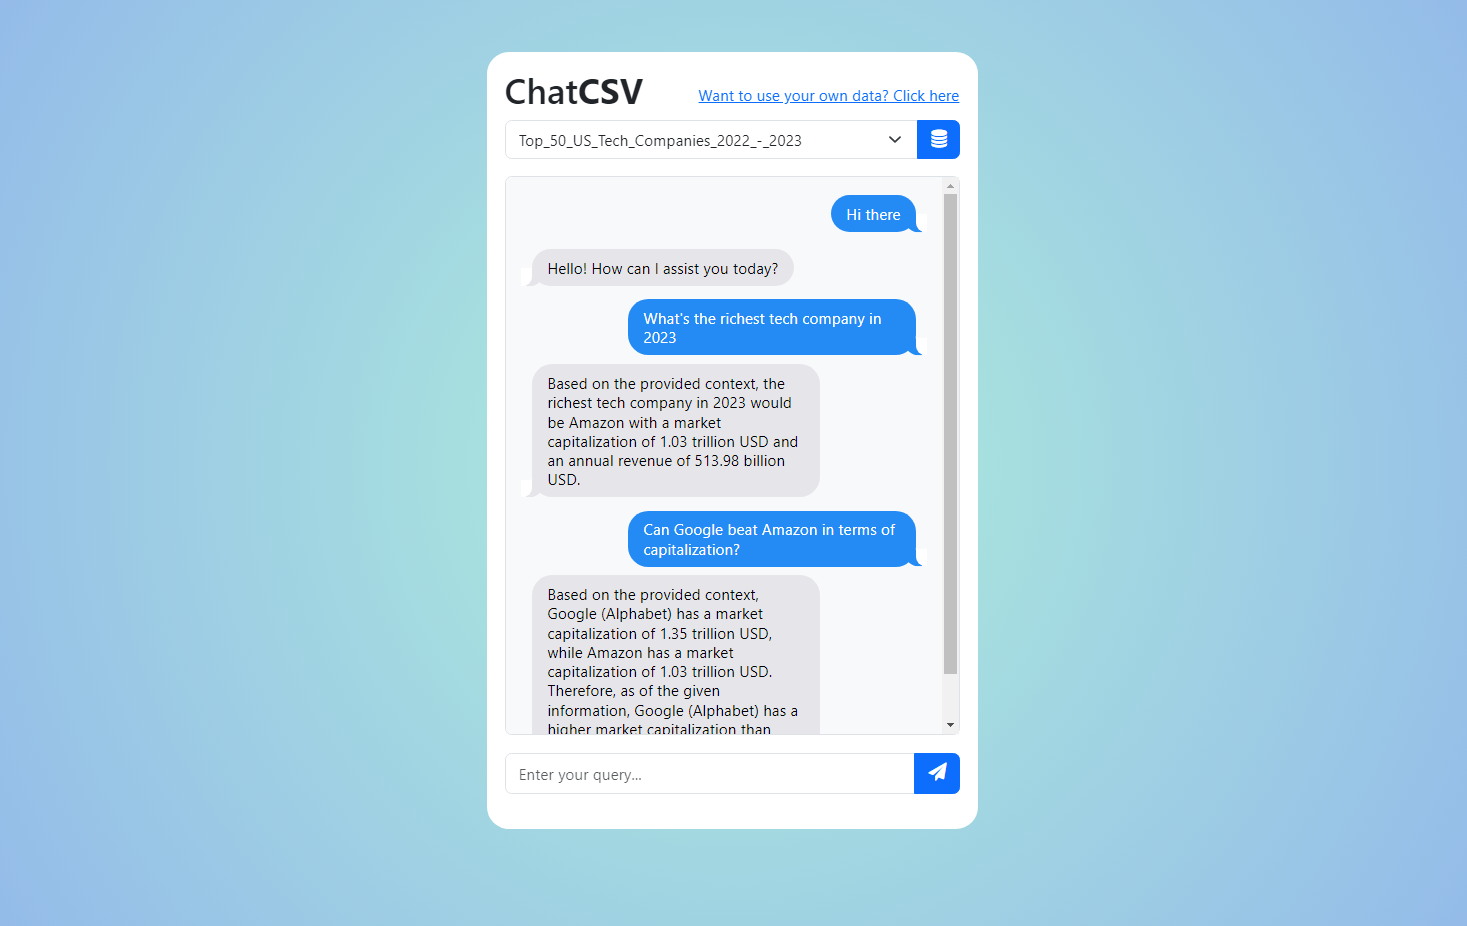 ChatCSV
Want to use your own data? Click here
Top_50_US_Tech_Companies_2022_-_2023
Hi there
Hello! How can I assist you today?
What's the richest tech company in
2023
Based on the provided context, the
richest tech company in 2023 would
be Amazon with a market
capitalization of 1.03 trillion USD and
an annual revenue of 513.98 billion
USD.
Can Google beat Amazon in terms of
capitalization?
Based on the provided context,
Google (Alphabet) has a market
capitalization of 1.35 trillion USD,
while Amazon has a market
capitalization of 1.03 trillion USD.
Therefore, as of the given
information, Google (Alphabet) has a
higher market capitalization than
Enter your query...